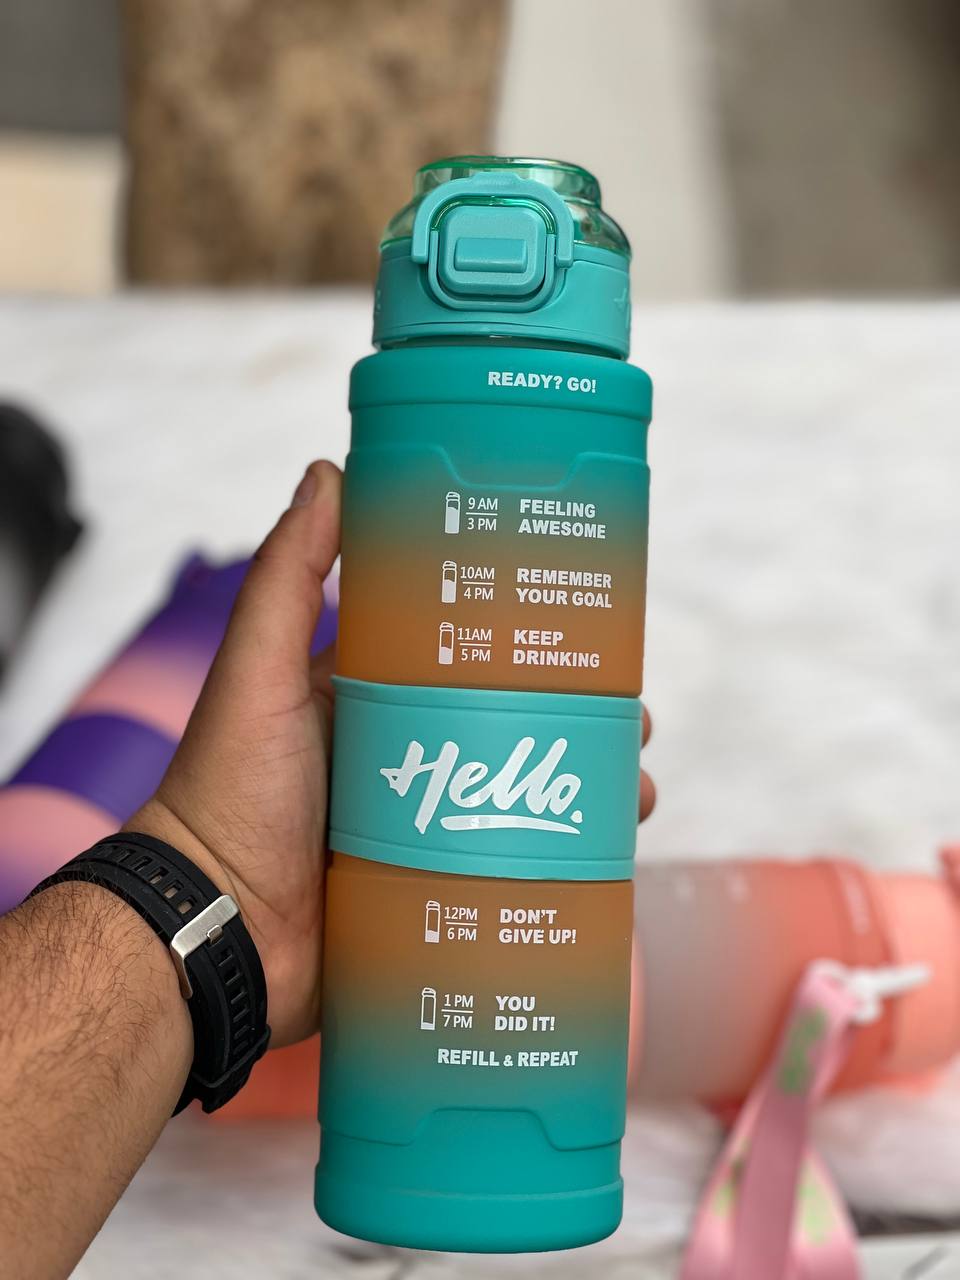 READY? GO!
9 AM
3 PM
FEELING
AWESOME
10AM
4 PM
REMEMBER
YOUR GOAL
11AM
5 PM
KEEP
DRINKING
Hello.
12PM
6 PM
DON'T
GIVE UP!
1 PM
7 PM
YOU
DID IT!
REFILL & REPEAT